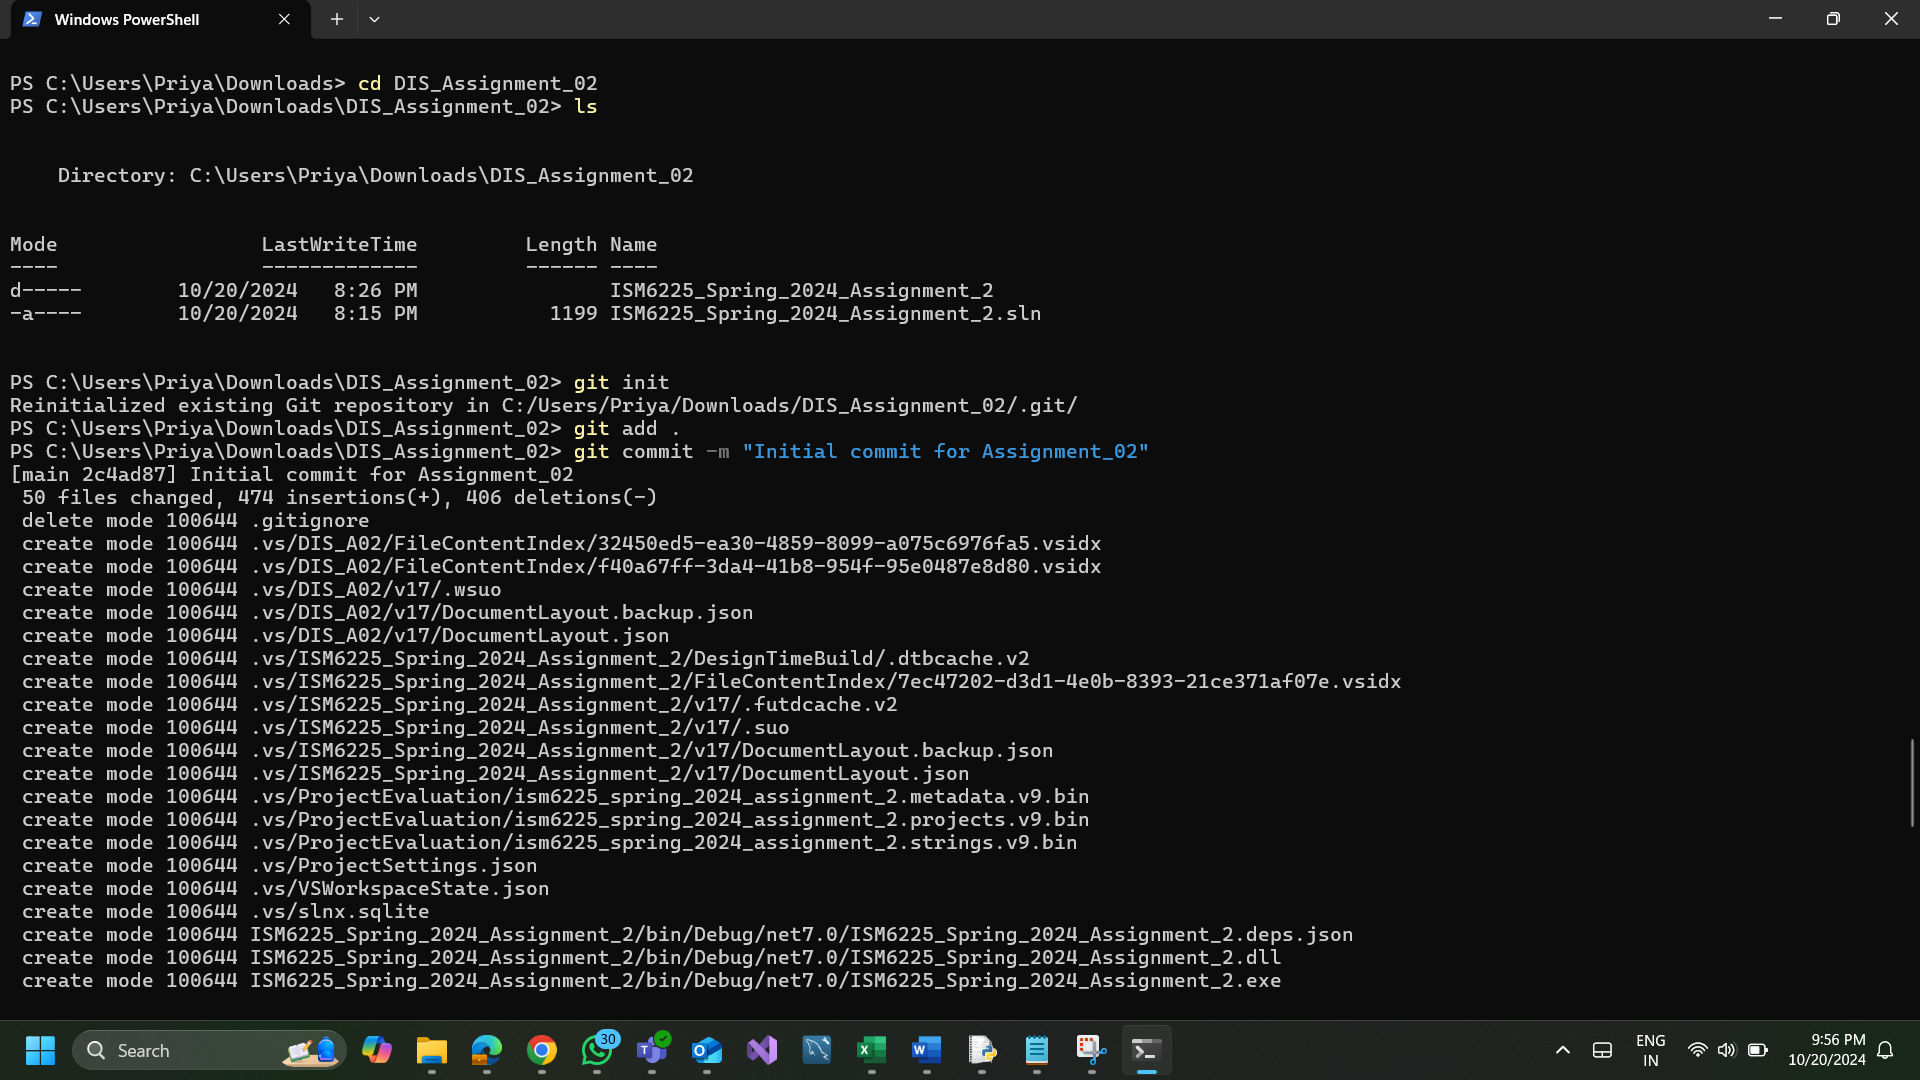 Windows PowerShell
PS C:\Users\Priya\Downloads> cd DIS_Assignment_02
PS C:\Users\Priya\Downloads\DIS_Assignment_02> ls
Directory: C:\Users\Priya\Downloads\DIS_Assignment_02
Mode LastWriteTime Length Name
---- ------------- ------ ----
d----- 10/20/2024 8:26 PM ISM6225_Spring_2024_Assignment_2
-a---- 10/20/2024 8:15 PM 1199 ISM6225_Spring_2024_Assignment_2.sln
PS C:\Users\Priya\Downloads\DIS_Assignment_02> git init
Reinitialized existing Git repository in C:/Users/Priya/Downloads/DIS_Assignment_02/.git/
PS C:\Users\Priya\Downloads\DIS_Assignment_02> git add .
PS C:\Users\Priya\Downloads\DIS_Assignment_02> git commit -m "Initial commit for Assignment_02"
[main 2c4ad87] Initial commit for Assignment_02
50 files changed, 474 insertions(+), 406 deletions(-)
delete mode 100644 .gitignore
create mode 100644 .vs/DIS_A02/FileContentIndex/32450ed5-ea30-4859-8099-a075c6976fa5.vsidx
create mode 100644 .vs/DIS_A02/FileContentIndex/f40a67ff-3da4-41b8-954f-95e0487e8d80.vsidx
create mode 100644 .vs/DIS_A02/v17/.wsuo
create mode 100644 .vs/DIS_A02/v17/DocumentLayout.backup.json
create mode 100644 .vs/DIS_A02/v17/DocumentLayout.json
create mode 100644 .vs/ISM6225_Spring_2024_Assignment_2/DesignTimeBuild/.dtbcache.v2
create mode 100644 .vs/ISM6225_Spring_2024_Assignment_2/FileContentIndex/7ec47202-d3d1-4e0b-8393-21ce371af07e.vsidx
create mode 100644 .vs/ISM6225_Spring_2024_Assignment_2/v17/.futdcache.v2
create mode 100644 .vs/ISM6225_Spring_2024_Assignment_2/v17/.suo
create mode 100644 .vs/ISM6225_Spring_2024_Assignment_2/v17/DocumentLayout.backup.json
create mode 100644 .vs/ISM6225_Spring_2024_Assignment_2/v17/DocumentLayout.json
create mode 100644 .vs/ProjectEvaluation/ism6225_spring_2024_assignment_2.metadata.v9.bin
create mode 100644 .vs/ProjectEvaluation/ism6225_spring_2024_assignment_2.projects.v9.bin
create mode 100644 .vs/ProjectEvaluation/ism6225_spring_2024_assignment_2.strings.v9.bin
create mode 100644 .vs/ProjectSettings.json
create mode 100644 .vs/VSWorkspaceState.json
create mode 100644 .vs/slnx.sqlite
create mode 100644 ISM6225_Spring_2024_Assignment_2/bin/Debug/net7.0/ISM6225_Spring_2024_Assignment_2.deps.json
create mode 100644 ISM6225_Spring_2024_Assignment_2/bin/Debug/net7.0/ISM6225_Spring_2024_Assignment_2.dll
create mode 100644 ISM6225_Spring_2024_Assignment_2/bin/Debug/net7.0/ISM6225_Spring_2024_Assignment_2.exe
Search
30
ENG
IN
9:56 PM
10/20/2024